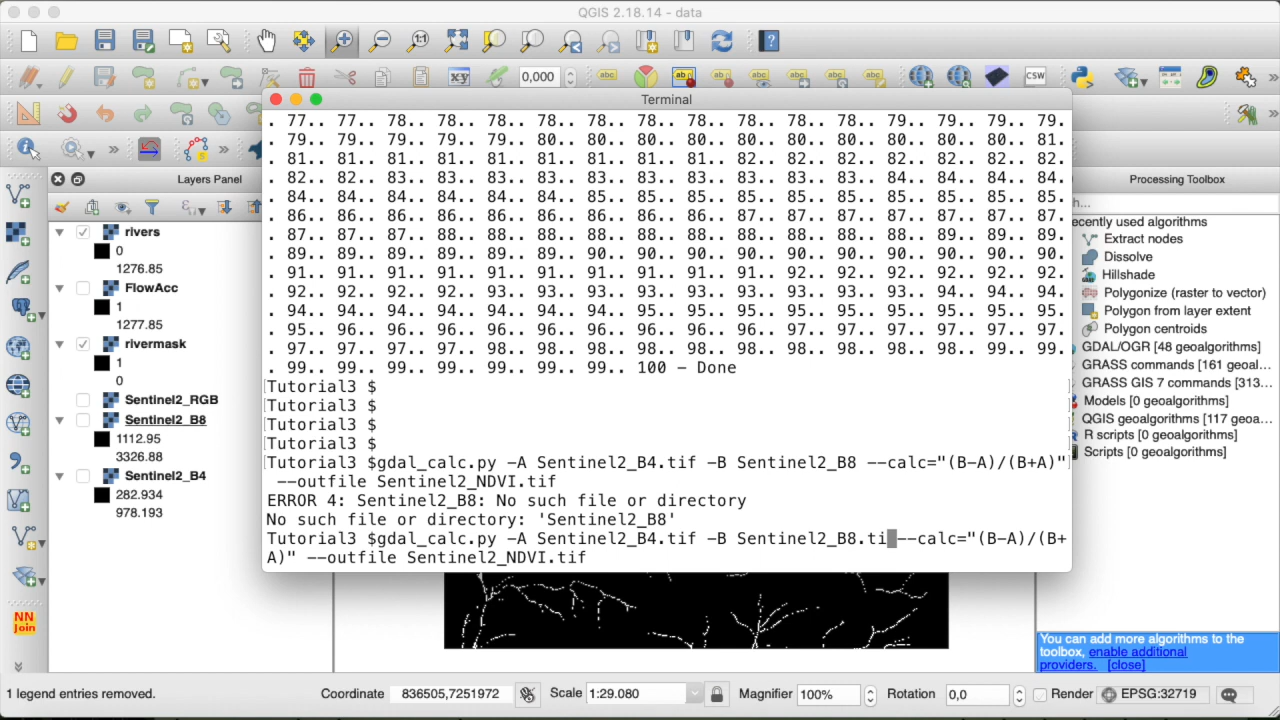 QGIS 2.18.14 - data
abc
0,000
CSW
Terminal
. 77.. 77.. 78.. 78.. 78.. 78.. 78.. 78.. 78.. 78.. 78.. 78.. 79.. 79.. 79.. 79.
. 79.. 79.. 79.. 79.. 79.. 80.. 80.. 80.. 80.. 80.. 80.. 80.. 80.. 80.. 80.. 81.
. 81.. 81.. 81.. 81.. 81.. 81.. 81.. 81.. 81.. 82.. 82.. 82.. 82.. 82.. 82.. 82.
. 82.. 82.. 83.. 83.. 83.. 83.. 83.. 83.. 83.. 83.. 83.. 83.. 84.. 84.. 84.. 84.
. 84.. 84.. 84.. 84.. 84.. 84.. 85.. 85.. 85.. 85.. 85.. 85.. 85.. 85.. 85.. 85.
. 86.. 86.. 86.. 86.. 86.. 86.. 86.. 86.. 86.. 87.. 87.. 87.. 87.. 87.. 87.. 87.
. 87.. 87.. 87.. 88.. 88.. 88.. 88.. 88.. 88.. 88.. 88.. 88.. 88.. 89.. 89.. 89.
. 89.. 89.. 89.. 89.. 89.. 89.. 90.. 90.. 90.. 90.. 90.. 90.. 90.. 90.. 90.. 91.
. 91.. 91.. 91.. 91.. 91.. 91.. 91.. 91.. 91.. 91.. 92.. 92.. 92.. 92.. 92.. 92.
. 92.. 92.. 92.. 92.. 93.. 93.. 93.. 93.. 93.. 93.. 93.. 93.. 93.. 94.. 94.. 94.
. 94.. 94.. 94.. 94.. 94.. 94.. 94.. 95.. 95.. 95.. 95.. 95.. 95.. 95.. 95.. 95.
. 95.. 96.. 96.. 96.. 96.. 96.. 96.. 96.. 96.. 96.. 96.. 97.. 97.. 97.. 97.. 97.
. 97.. 97.. 97.. 97.. 98.. 98.. 98.. 98.. 98.. 98.. 98.. 98.. 98.. 98.. 99.. 99.
. 99.. 99.. 99.. 99.. 99.. 99.. 99.. 100 - Done
Tutorial3 $
Tutorial3 $
Tutorial3 $
Tutorial3 $
Tutorial3 $gdal_calc.py -A Sentinel2_B4.tif -B Sentinel2_B8 --calc="(B-A)/(B+A)"
--outfile Sentinel2_NDVI.tif
ERROR 4: Sentinel2_B8: No such file or directory
No such file or directory: 'Sentinel2_B8'
Tutorial3 $gdal_calc.py -A Sentinel2_B4.tif -B Sentinel2_B8.ti --calc="(B-A)/(B+
A)" --outfile Sentinel2_NDVI.tif
Layers Panel
rivers
0
1276.85
FlowAcc
1
1277.85
rivermask
1
0
Sentinel2_RGB
Sentinel2_B8
1112.95
3326.88
Sentinel2_B4
282.934
978.193
NN
Join
Processing Toolbox
h...
ecently used algorithms
Extract nodes
Dissolve
Hillshade
Polygonize (raster to vector)
Polygon from layer extent
Polygon centroids
GDAL/OGR [48 geoalgorithms]
GRASS commands [161 geoal...
GRASS GIS 7 commands [313...
Models [0 geoalgorithms]
QGIS geoalgorithms [117 geoa...
R scripts [0 geoalgorithms]
Scripts [0 geoalgorithms]
You can add more algorithms to the
toolbox, enable additional
providers. [close]
1 legend entries removed.
Coordinate 836505,7251972
Scale 1:29.080
Magnifier 100%
Rotation 0,0
Render
EPSG:32719